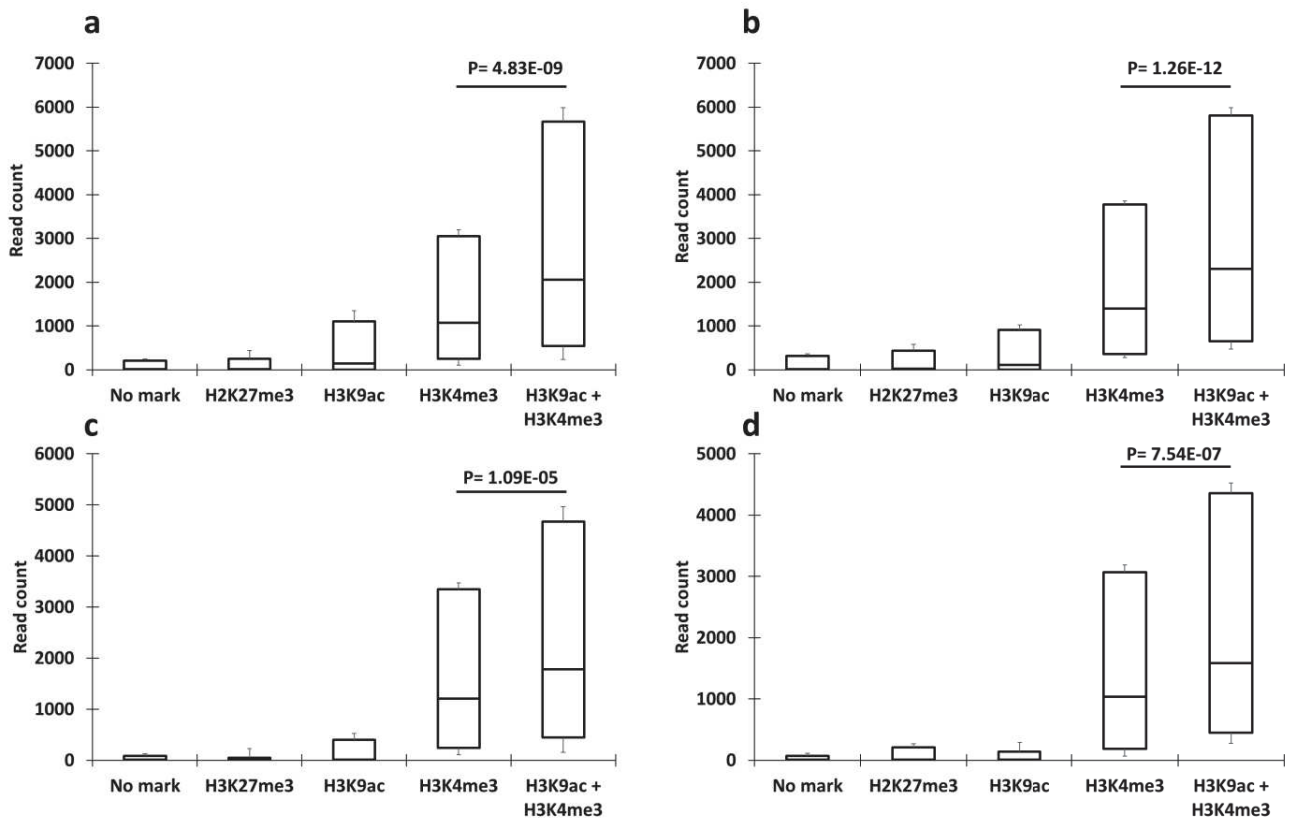 a
P= 4.83E-09
7000
6000
5000
4000
3000
2000
1000
0
Read count
No mark H2K27me3 H3K9ac H3K4me3 H3K9ac +
H3K4me3
b
P= 1.26E-12
7000
6000
5000
4000
3000
2000
1000
0
Read count
No mark H2K27me3 H3K9ac H3K4me3 H3K9ac +
H3K4me3
c
P= 1.09E-05
6000
5000
4000
3000
2000
1000
0
Read count
No mark H3K27me3 H3K9ac H3K4me3 H3K9ac +
H3K4me3
d
P= 7.54E-07
5000
4000
3000
2000
1000
0
Read count
No mark H2K27me3 H3K9ac H3K4me3 H3K9ac +
H3K4me3